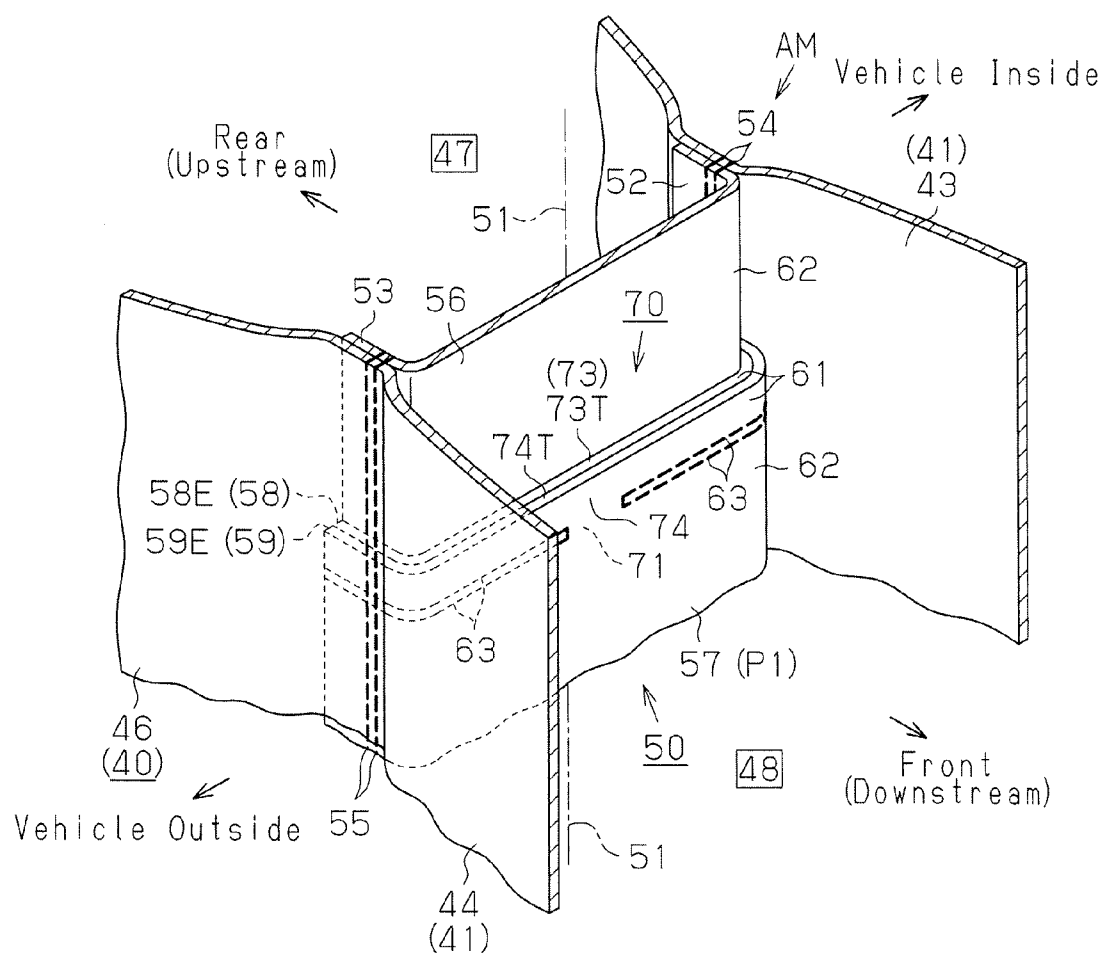 AM
Vehicle Inside
Rear
(Upstream)
47
54
(41)
43
52
51
53
56
62
70
(73)
73T
61
74T
62
58E (58)
63
59E (59)
74
71
63
57 (P1)
46
(40)
50
48
Front
(Downstream)
55
Vehicle Outside
51
44
(41)